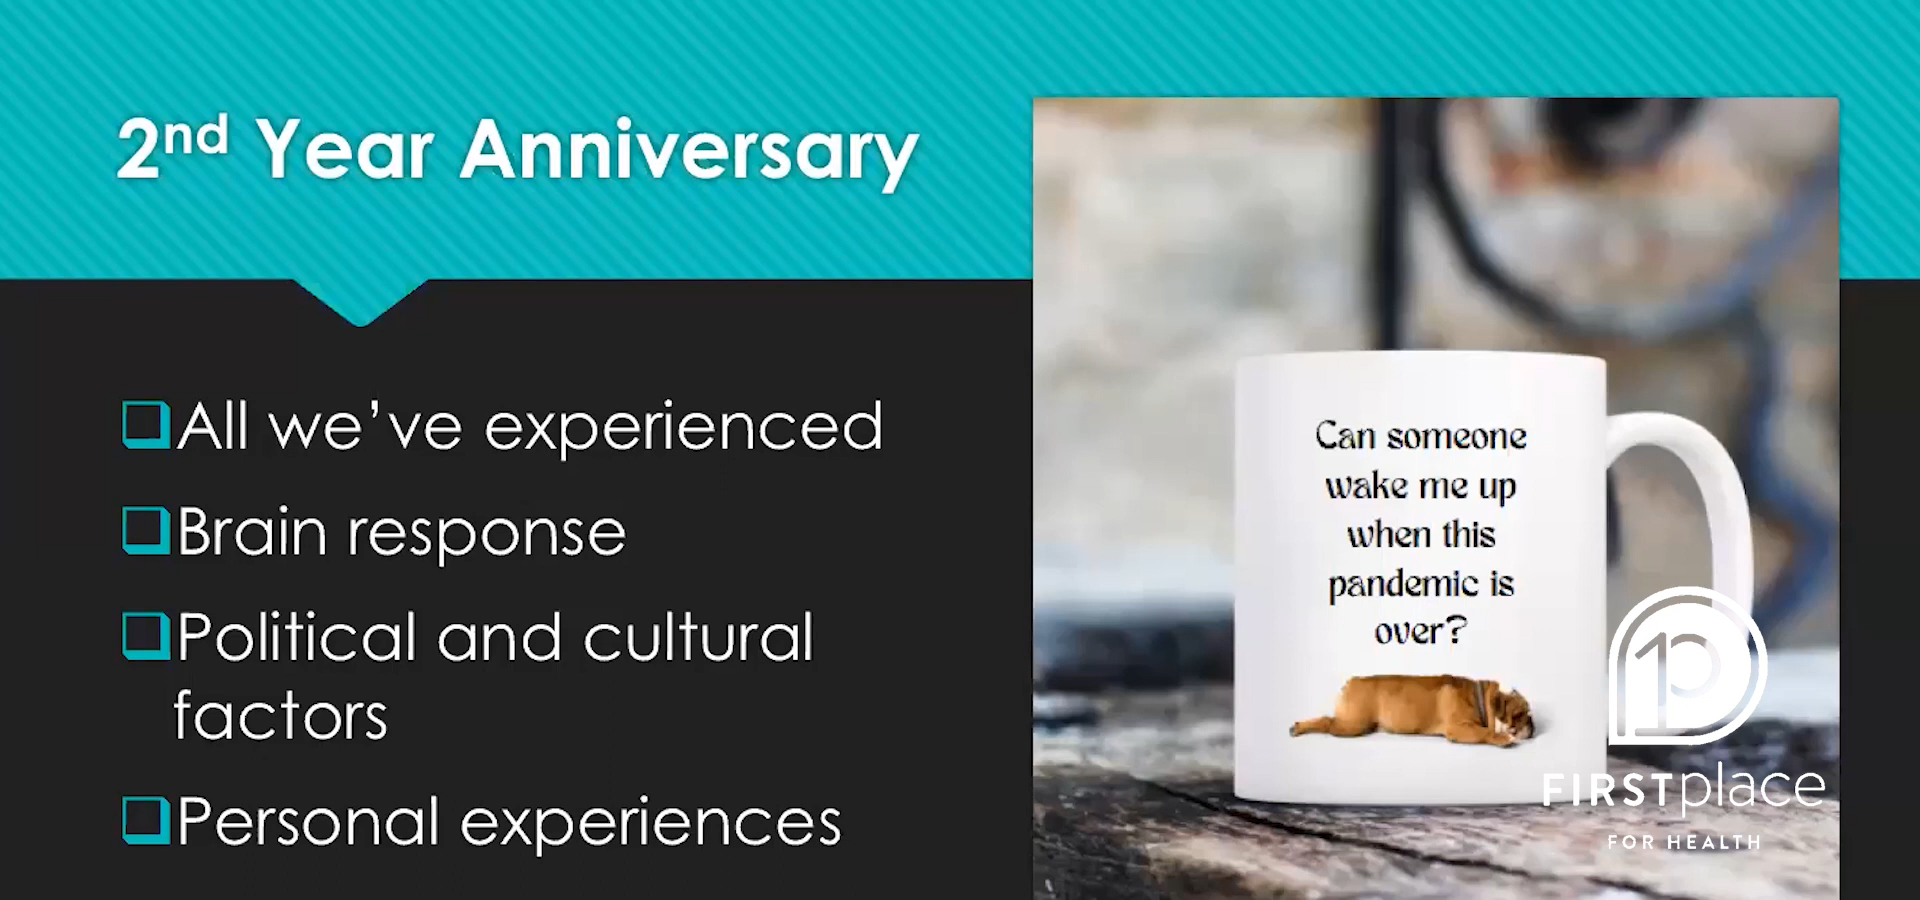 2nd Year Anniversary
All we've experienced
Brain response
Political and cultural
factors
Personal experiences
Can someone
wake me up
when this
pandemic is
over?
FIRSTplace
FOR HEALTH